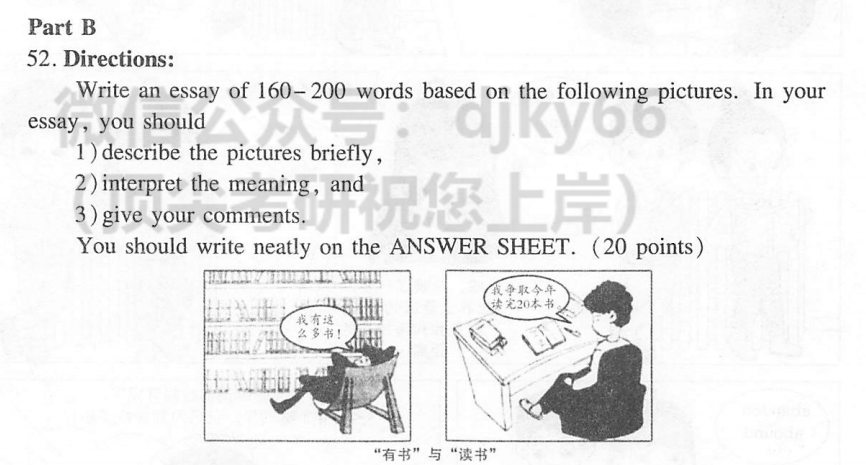 Part B
52. Directions:
Write an essay of 160–200 words based on the following pictures. In your
essay, you should
1) describe the pictures briefly,
2) interpret the meaning, and
3) give your comments.
You should write neatly on the ANSWER SHEET. (20 points)
微信公众号：djky66
（顶尖考研祝您上岸）
我有这
么多书！
我争取今年
读完20本书
“有书”与“读书”